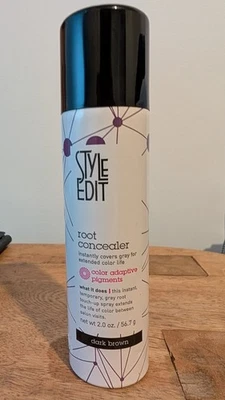 STYLE
EDIT
root
concealer
instantly covers grey for
extended color life
color adaptive
pigments
what it does | this instant,
temporary, gray root
touch-up spray extends
the life of color between
salon visits.
net wt 2.0 oz. / 56.7 g
dark brown